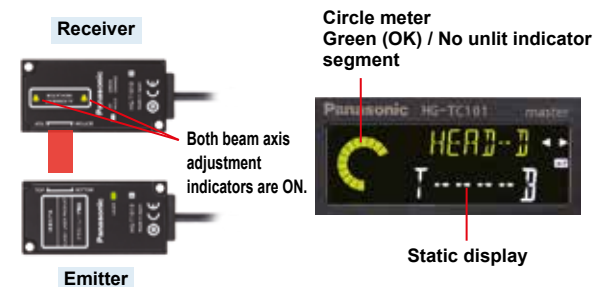 Receiver
Both beam axis
adjustment
indicators are ON.
Emitter
Panasonic
Panasonic
Circle meter
Green (OK) / No unlit indicator
segment
Panasonic HG-TC101 master
HEAD-D
T------B
Static display